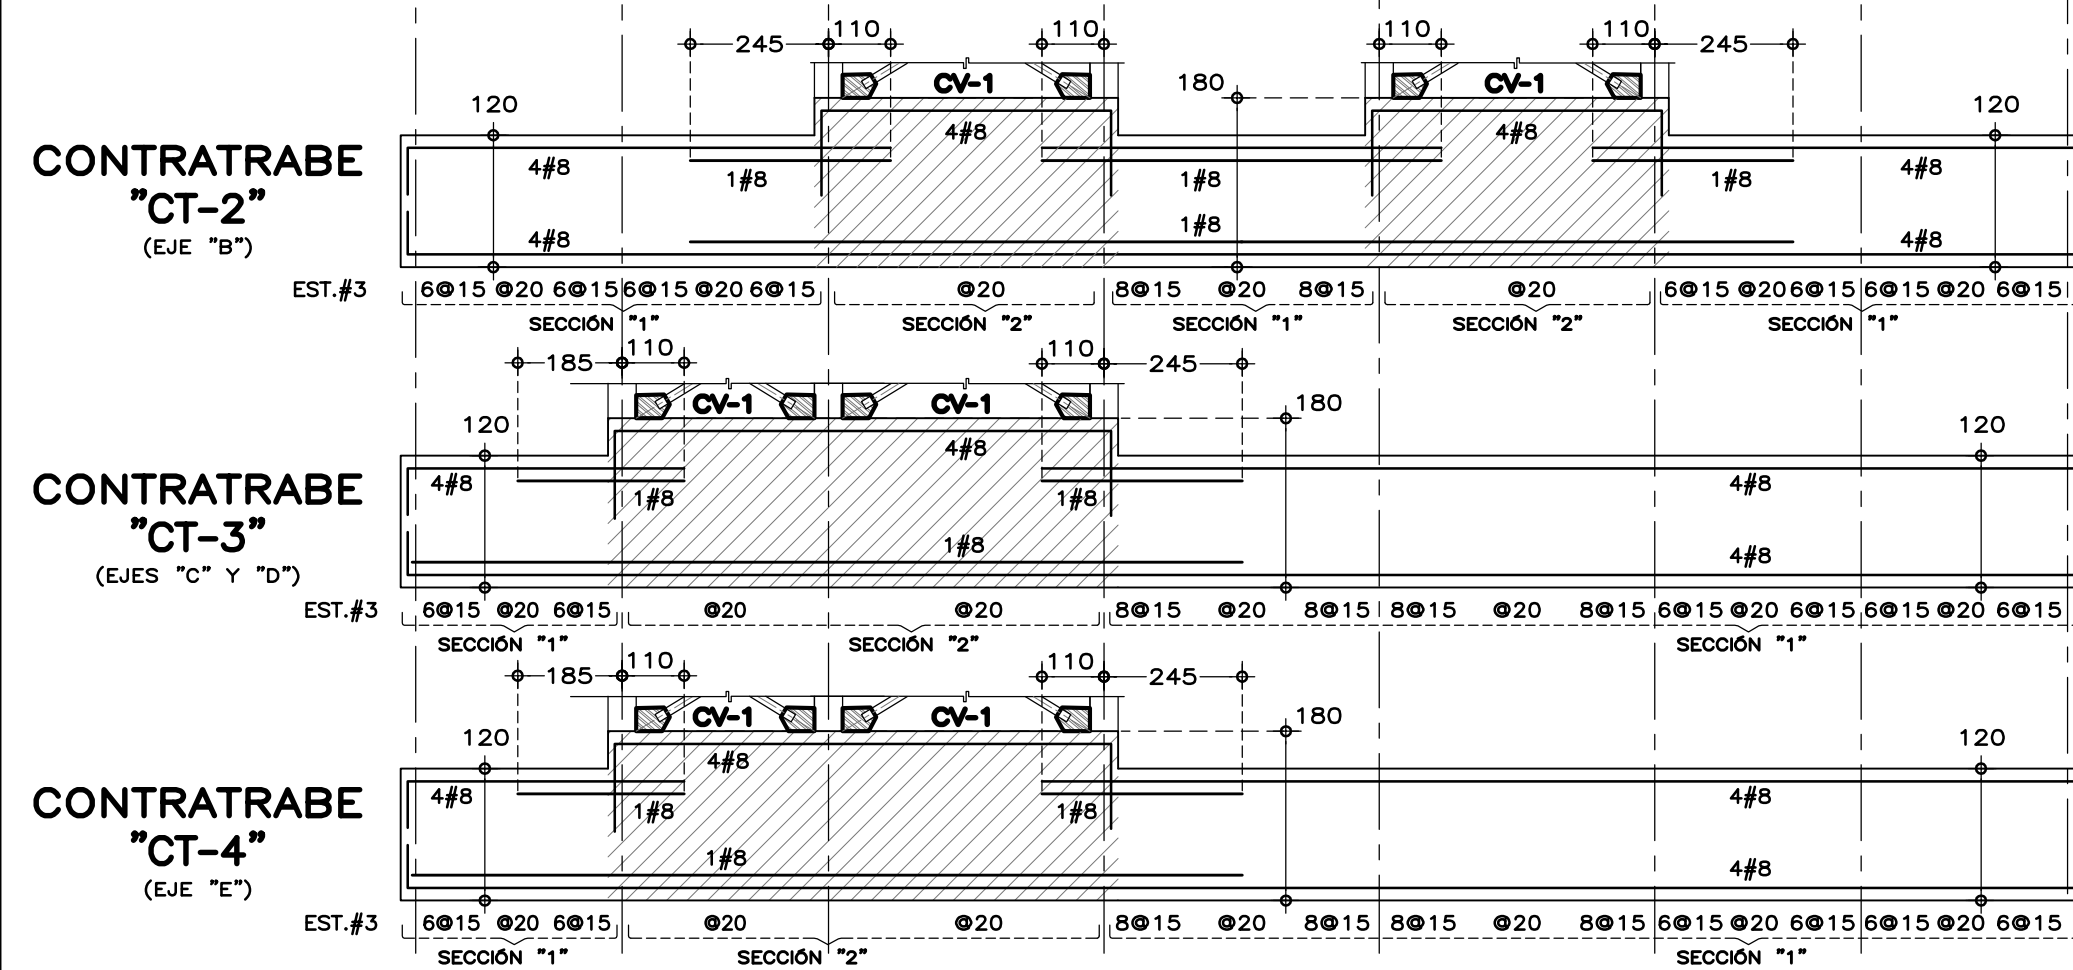 245 110 110 110 110 245
120 CV-1 180 CV-1 120
4#8 4#8
CONTRATRABE
"CT-2"
(EJE "B")
4#8 1#8 1#8 1#8 4#8
4#8 1#8 4#8
EST.#3 6@15 @20 6@15 6@15 @20 6@15 @20 8@15 @20 8@15 @20 6@15 @20 6@15 6@15 @20 6@15
SECCIÓN "1" SECCIÓN "2" SECCIÓN "1" SECCIÓN "2" SECCIÓN "1"
185 110 110 245
120 CV-1 CV-1 180 120
4#8
CONTRATRABE
"CT-3"
(EJES "C" Y "D")
4#8 1#8 1#8 4#8
1#8 4#8
EST.#3 6@15 @20 6@15 @20 @20 8@15 @20 8@15 8@15 @20 8@15 6@15 @20 6@15 6@15 @20 6@15
SECCIÓN "1" SECCIÓN "2" SECCIÓN "1"
185 110 110 245
120 CV-1 CV-1 180 120
4#8
CONTRATRABE
"CT-4"
(EJE "E")
4#8 1#8 1#8 4#8
1#8 4#8
EST.#3 6@15 @20 6@15 @20 @20 8@15 @20 8@15 8@15 @20 8@15 6@15 @20 6@15 6@15 @20 6@15
SECCIÓN "1" SECCIÓN "2" SECCIÓN "1"